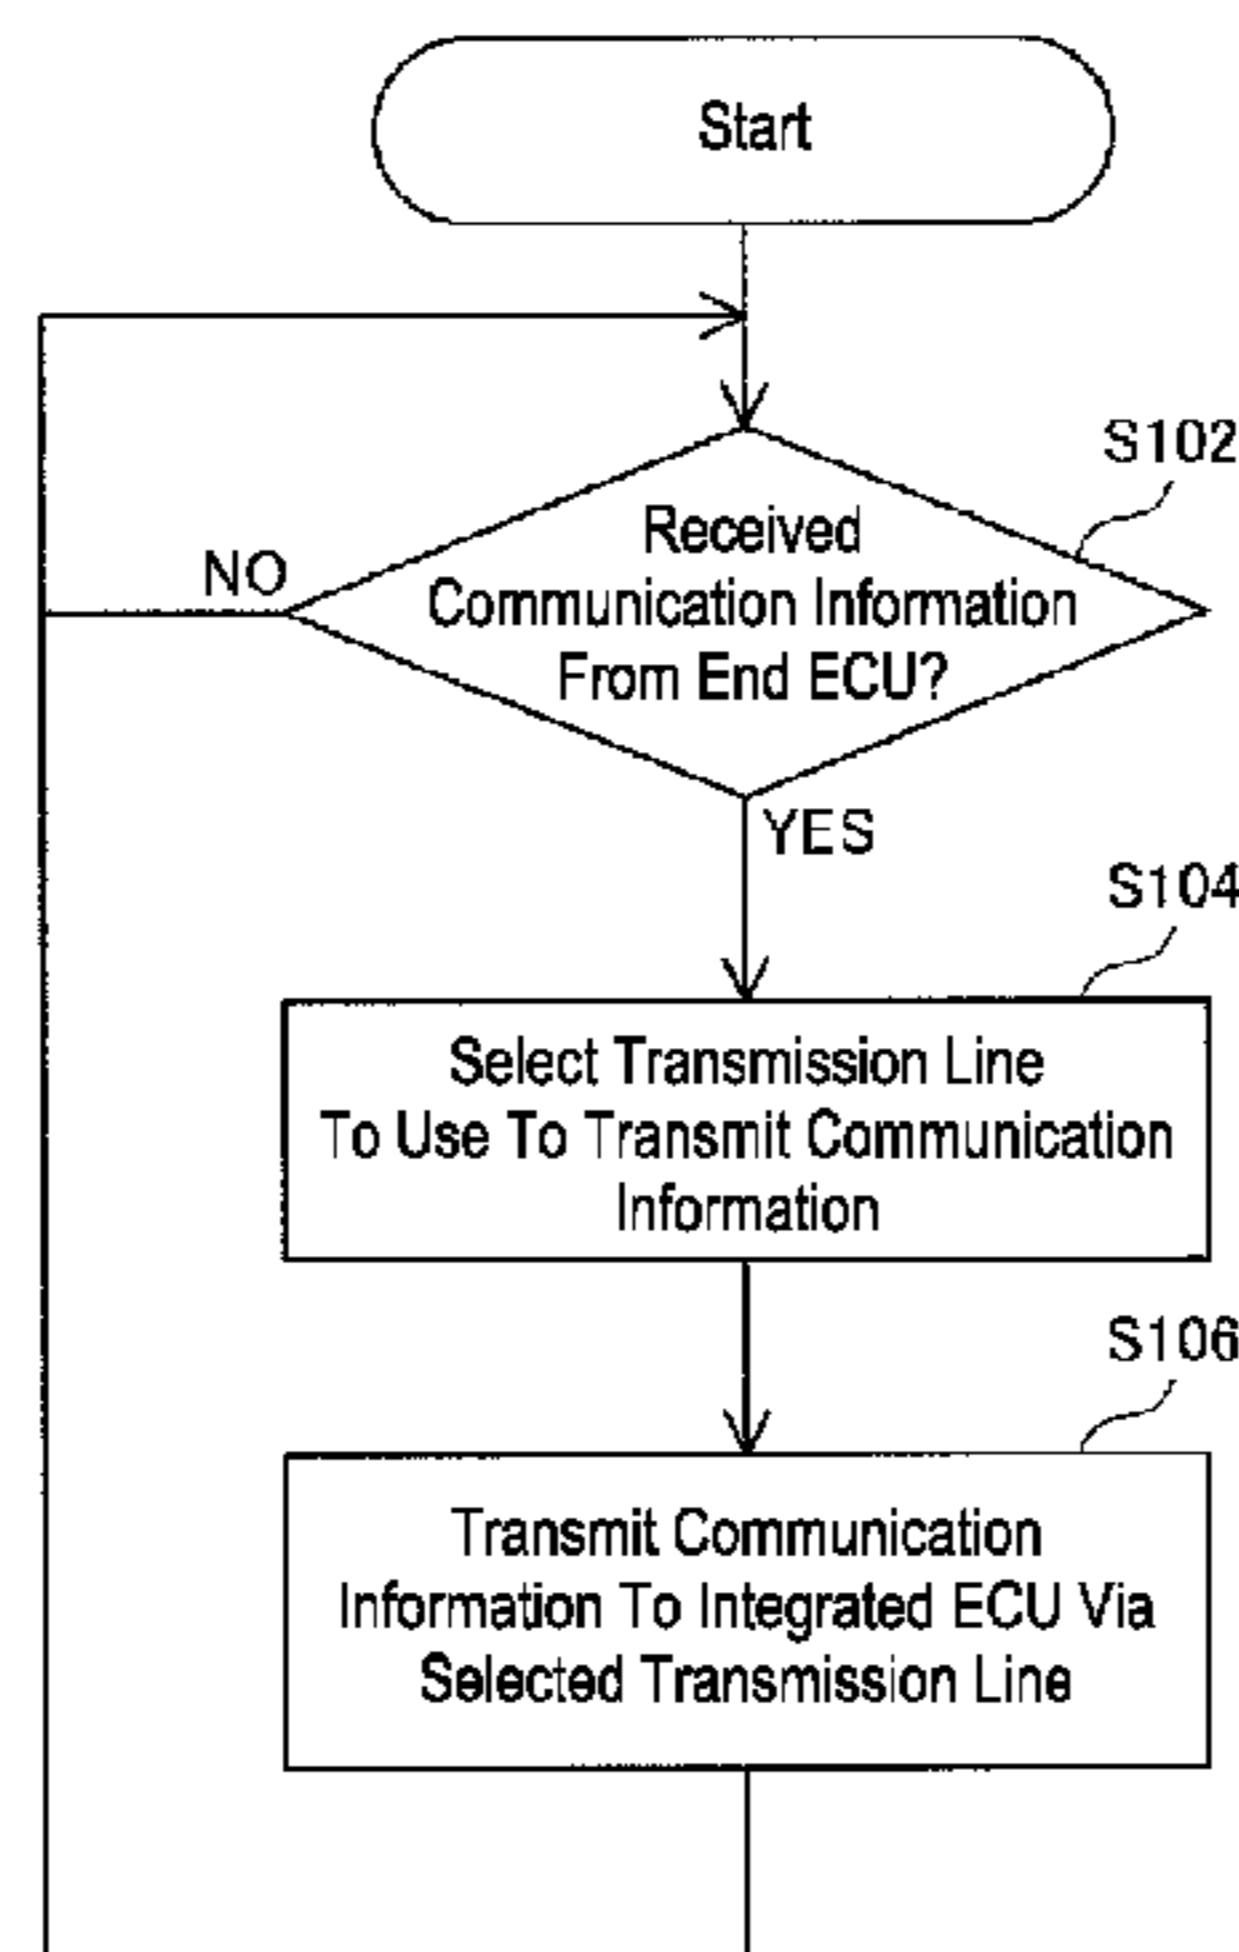 Start
S102
Received
Communication Information
From End ECU?
NO
YES
S104
Select Transmission Line
To Use To Transmit Communication
Information
S106
Transmit Communication
Information To Integrated ECU Via
Selected Transmission Line